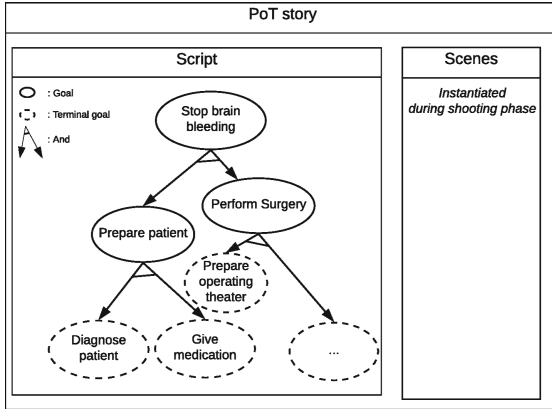 PoT story
Script
Scenes
: Goal
: Terminal goal
: And
Stop brain
bleeding
Prepare patient
Perform Surgery
Prepare
operating
theater
Diagnose
patient
Give
medication
...
Instantiated
during shooting phase